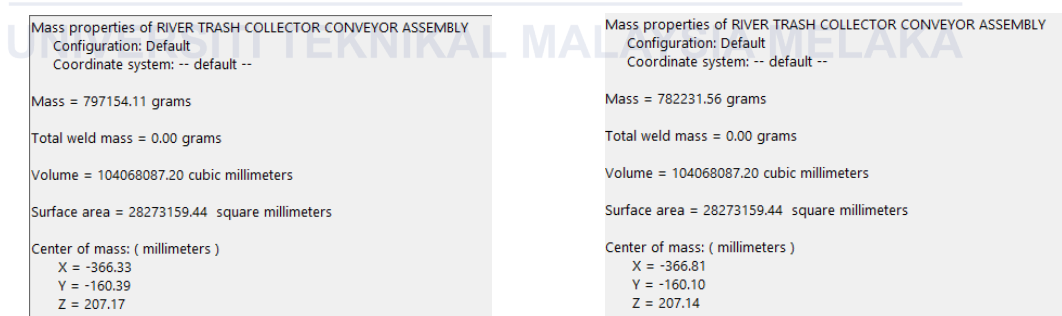 Mass properties of RIVER TRASH COLLECTOR CONVEYOR ASSEMBLY
Configuration: Default
Coordinate system: -- default --
Mass = 797154.11 grams
Total weld mass = 0.00 grams
Volume = 104068087.20 cubic millimeters
Surface area = 28273159.44 square millimeters
Center of mass: ( millimeters )
X = -366.33
Y = -160.39
Z = 207.17
Mass properties of RIVER TRASH COLLECTOR CONVEYOR ASSEMBLY
Configuration: Default
Coordinate system: -- default --
Mass = 782231.56 grams
Total weld mass = 0.00 grams
Volume = 104068087.20 cubic millimeters
Surface area = 28273159.44 square millimeters
Center of mass: ( millimeters )
X = -366.81
Y = -160.10
Z = 207.14
UNIVERSITI TEKNIKAL MALAYSIA MELAKA